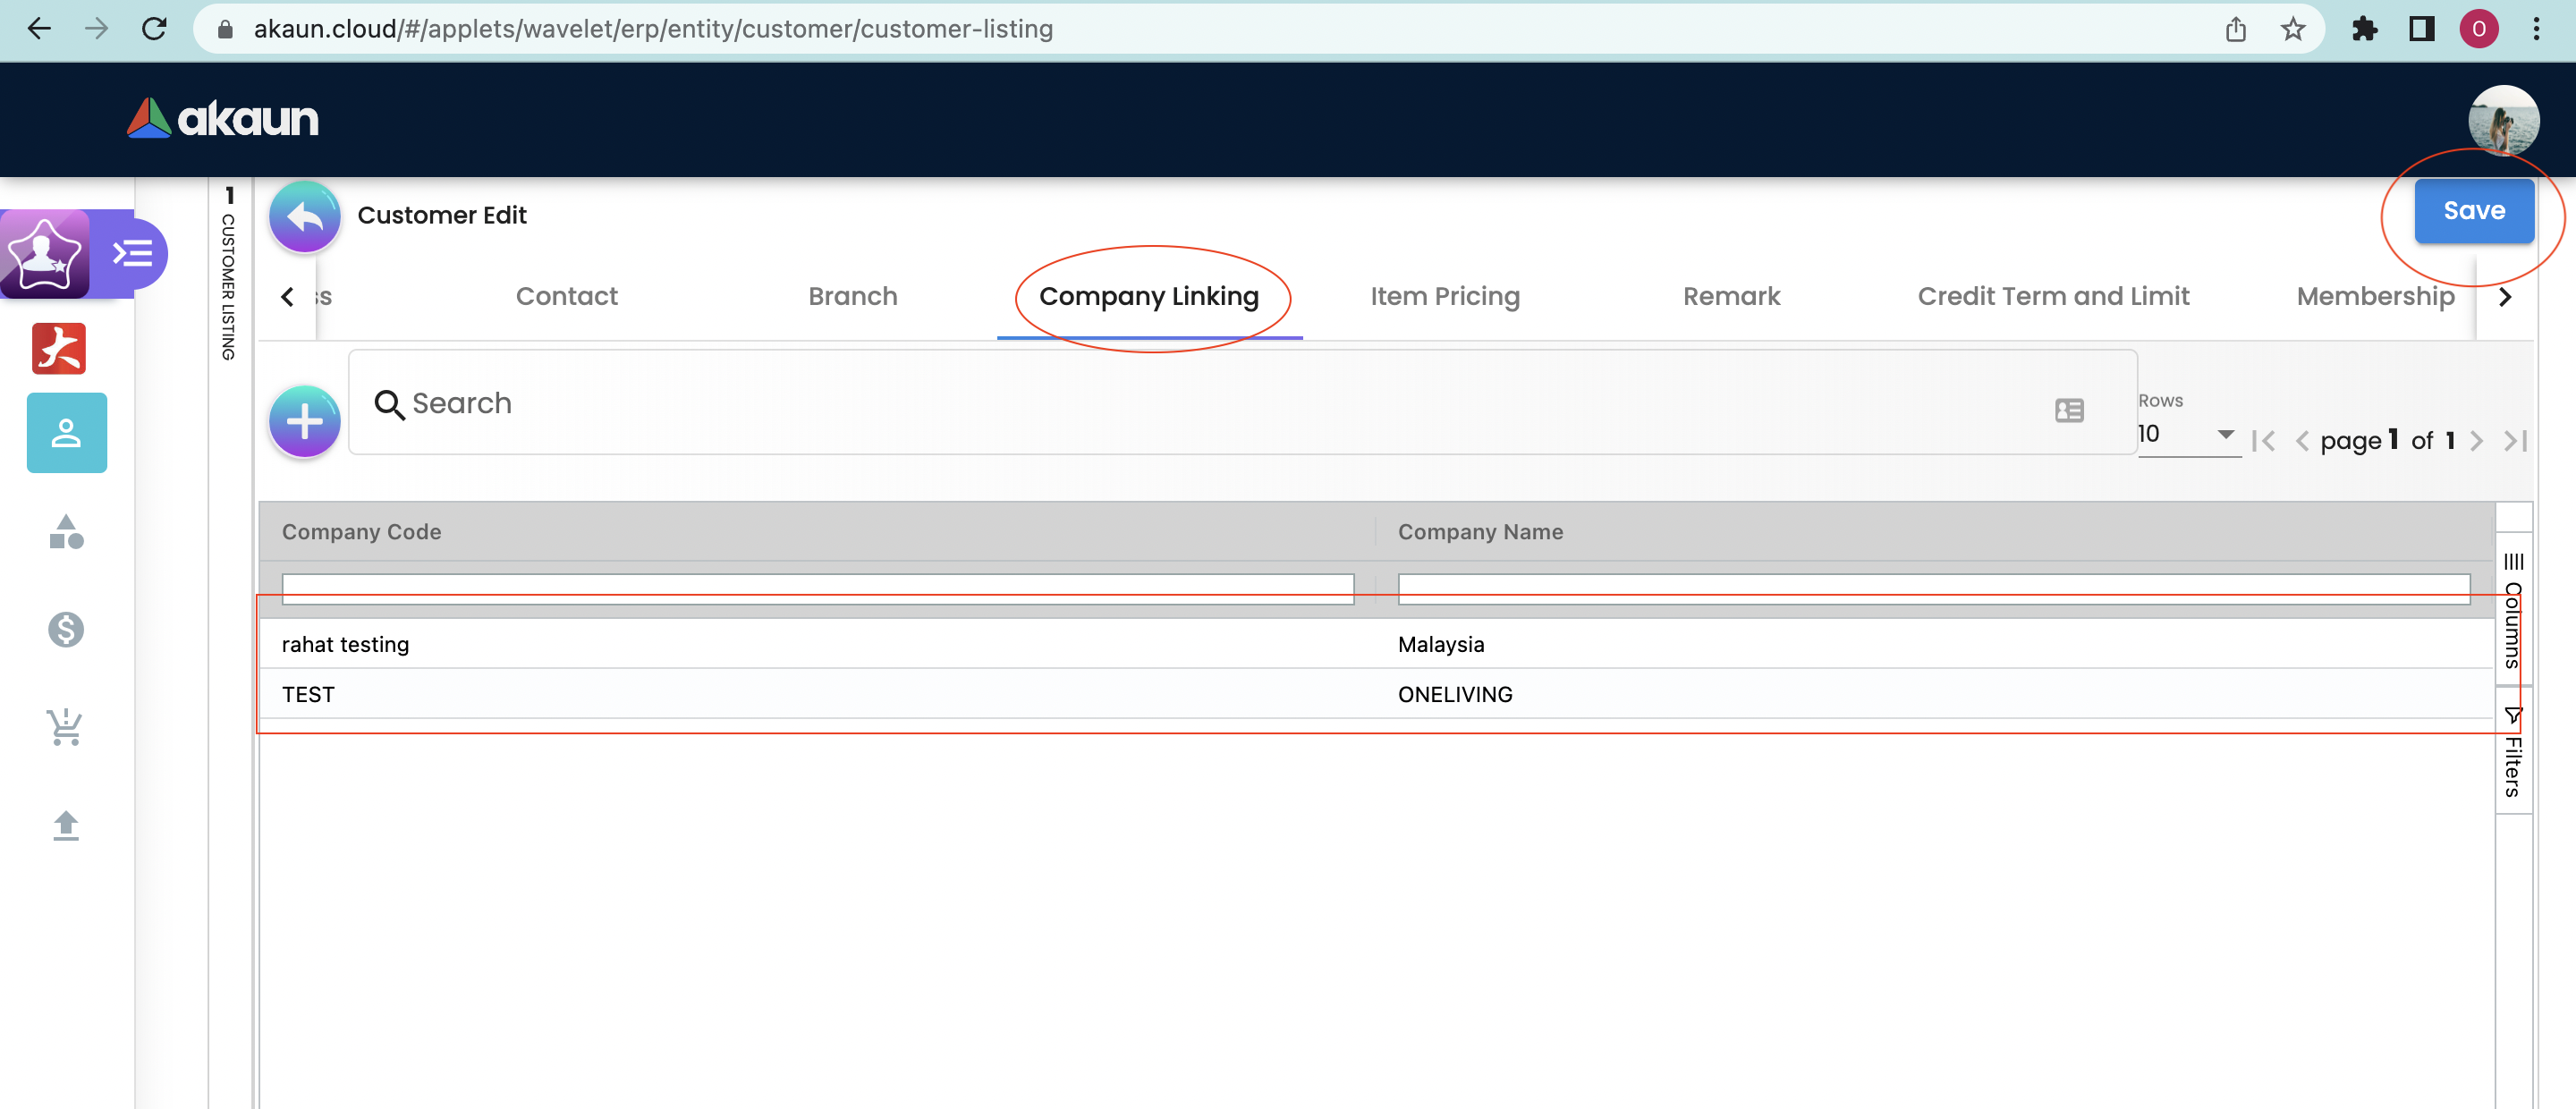 akaun.cloud/#/applets/wavelet/erp/entity/customer/customer-listing
O
akaun
1
CUSTOMER LISTING
Customer Edit
Save
ss
Contact
Branch
Company Linking
Item Pricing
Remark
Credit Term and Limit
Membership
Search
Rows
10
page 1 of 1
Company Code
Company Name
rahat testing
Malaysia
TEST
ONELIVING
Columns
Filters